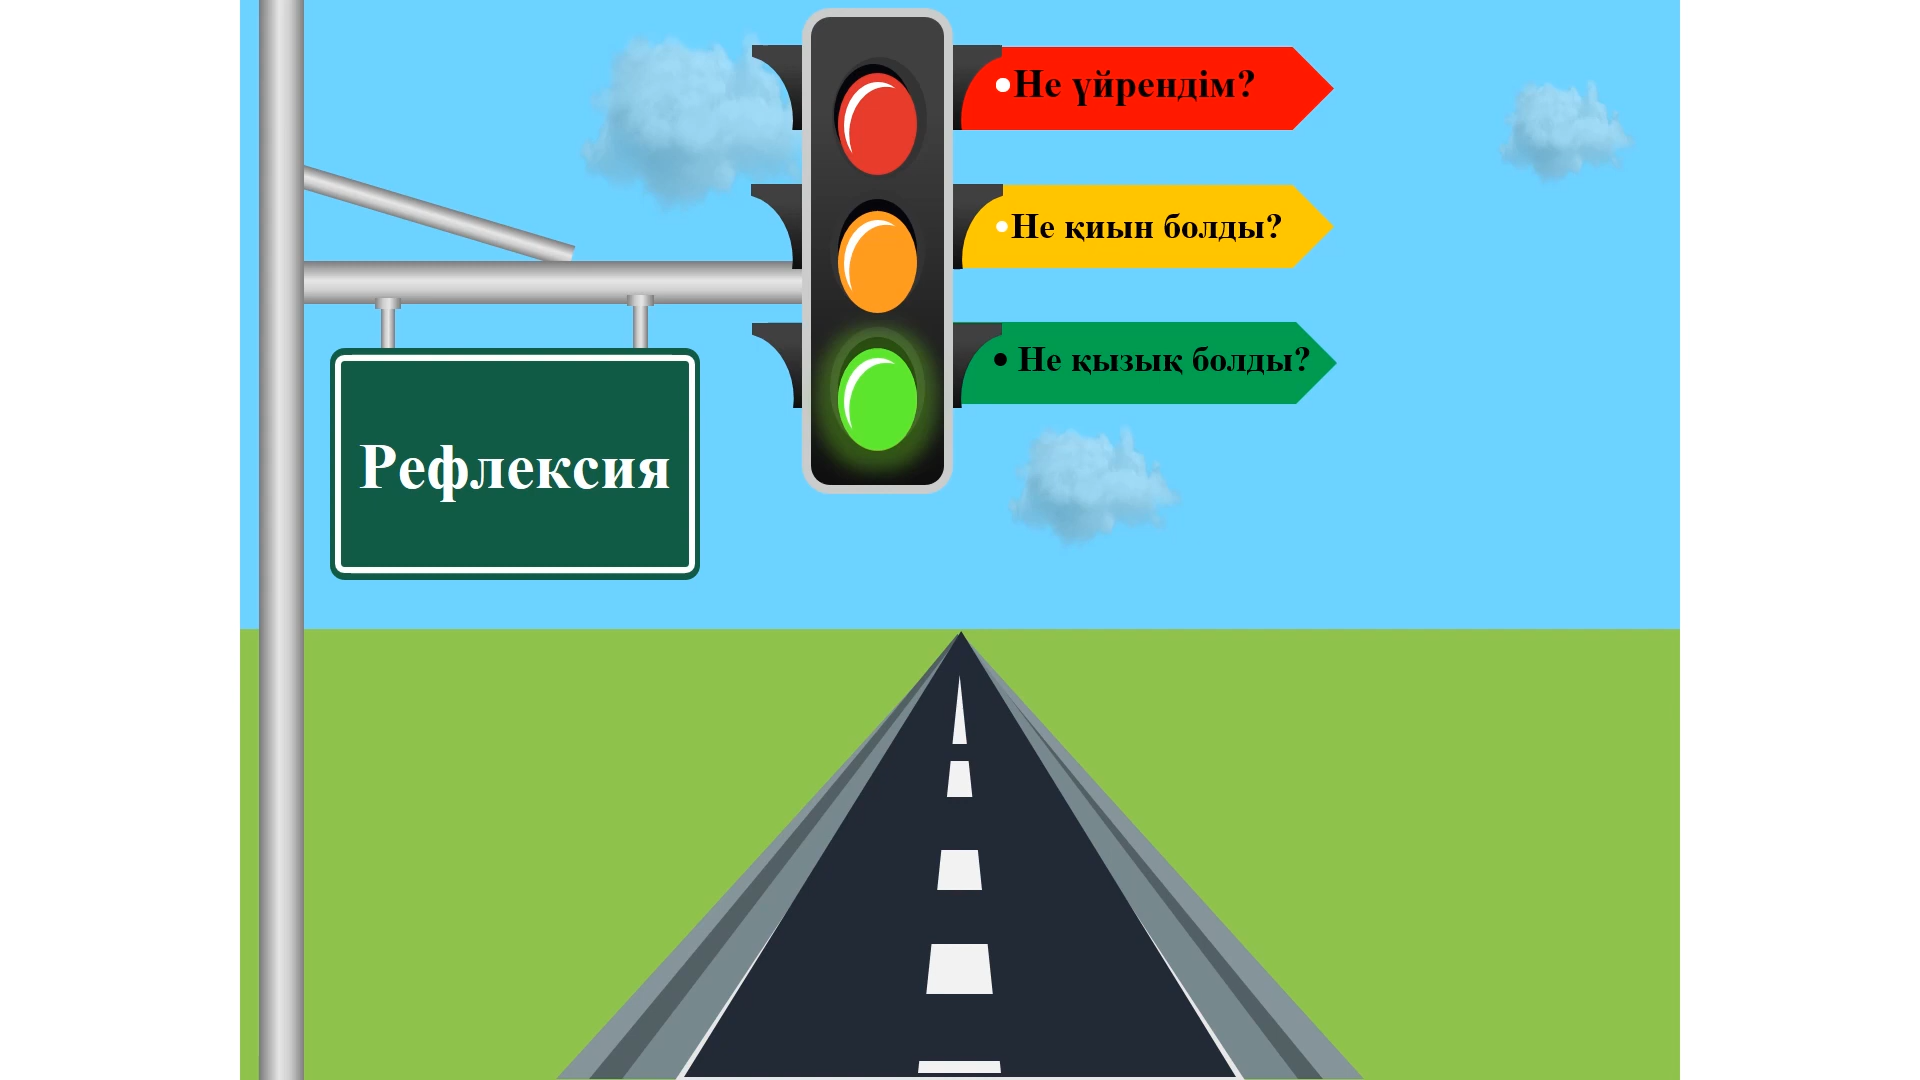 •Не үйрендім?
•Не қиын болды?
• Не қызық болды?
Рефлексия